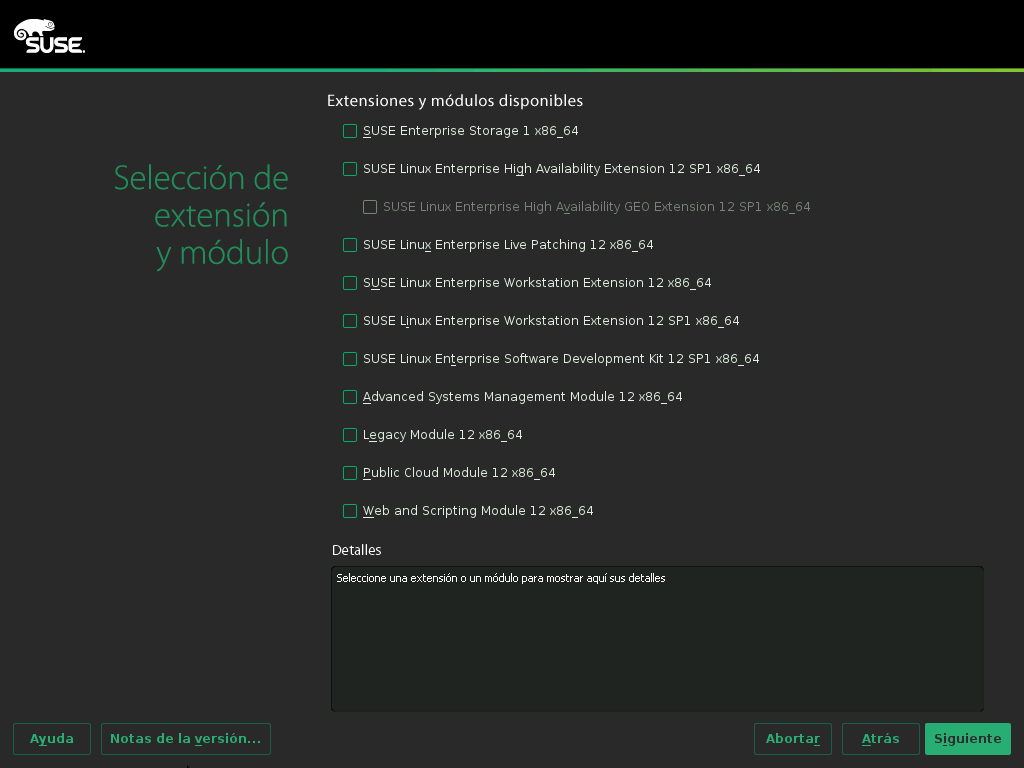 SUSE
Selección de
extensión
y módulo
Extensiones y módulos disponibles
SUSE Enterprise Storage 1 x86_64
SUSE Linux Enterprise High Availability Extension 12 SP1 x86_64
SUSE Linux Enterprise High Availability GEO Extension 12 SP1 x86_64
SUSE Linux Enterprise Live Patching 12 x86_64
SUSE Linux Enterprise Workstation Extension 12 x86_64
SUSE Linux Enterprise Workstation Extension 12 SP1 x86_64
SUSE Linux Enterprise Software Development Kit 12 SP1 x86_64
Advanced Systems Management Module 12 x86_64
Legacy Module 12 x86_64
Public Cloud Module 12 x86_64
Web and Scripting Module 12 x86_64
Detalles
Seleccione una extensión o un módulo para mostrar aquí sus detalles
Ayuda
Notas de la versión...
Abortar
Atrás
Siguiente